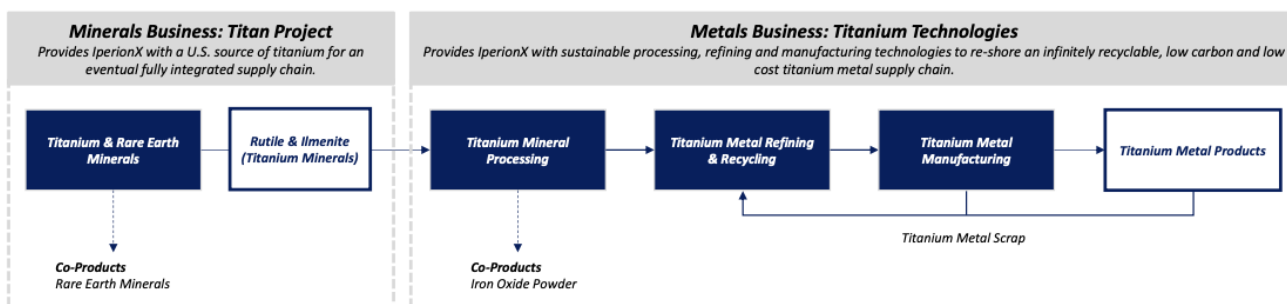 Minerals Business: Titan Project
Provides IperionX with a U.S. source of titanium for an
eventual fully integrated supply chain.
Metals Business: Titanium Technologies
Provides IperionX with sustainable processing, refining and manufacturing technologies to re-shore an infinitely recyclable, low carbon and low
cost titanium metal supply chain.
Titanium & Rare Earth
Minerals
Rutile & Ilmenite
(Titanium Minerals)
Titanium Mineral
Processing
Titanium Metal Refining
& Recycling
Titanium Metal
Manufacturing
Titanium Metal Products
Titanium Metal Scrap
Co-Products
Rare Earth Minerals
Co-Products
Iron Oxide Powder